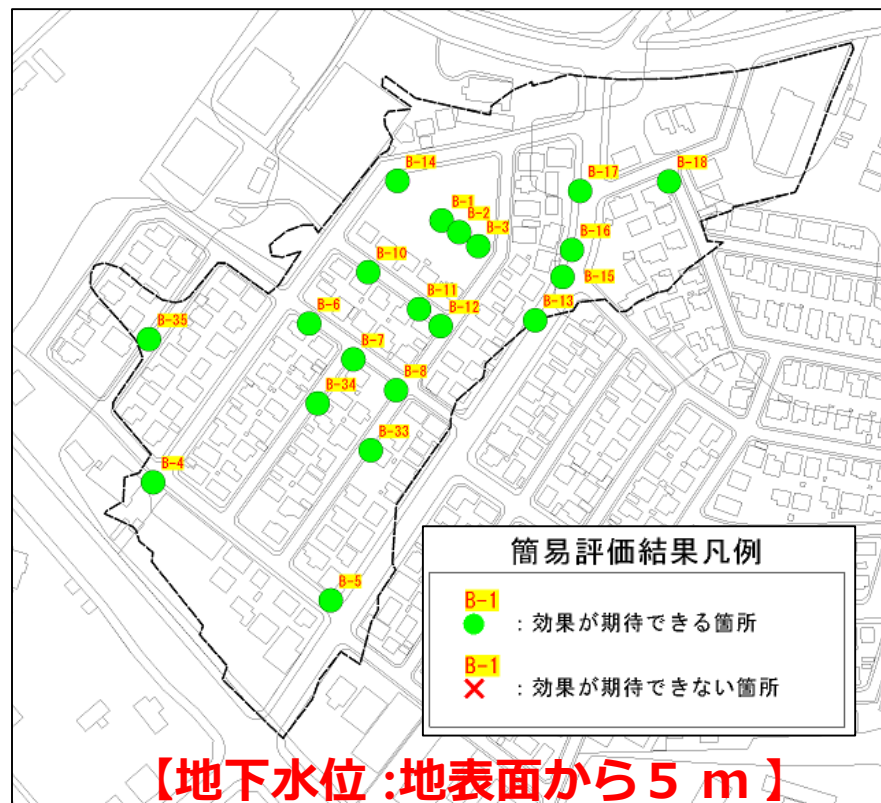 B-14
B-17
B-18
B-1
B-2
B-3
B-16
B-10
B-15
B-11
B-12
B-13
B-6
B-35
B-7
B-8
B-34
B-33
B-4
B-5
簡易評価結果凡例
B-1
：効果が期待できる箇所
B-1
：効果が期待できない箇所
【地下水位 :地表面から５ｍ】